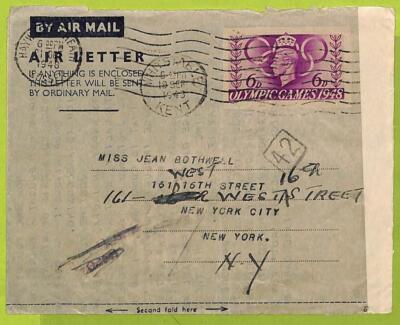 BY AIR MAIL
AIR LETTER
IF ANYTHING IS ENCLOSED
THIS LETTER WILL BE SENT
BY ORDINARY MAIL.
1948
KENT
6D 6D
OLYMPIC GAMES 1948
42
MISS JEAN BOTHWELL
WEST 16th
161 16TH STREET
161- WEST STREET
NEW YORK CITY
NEW YORK.
N.Y
Second fold here